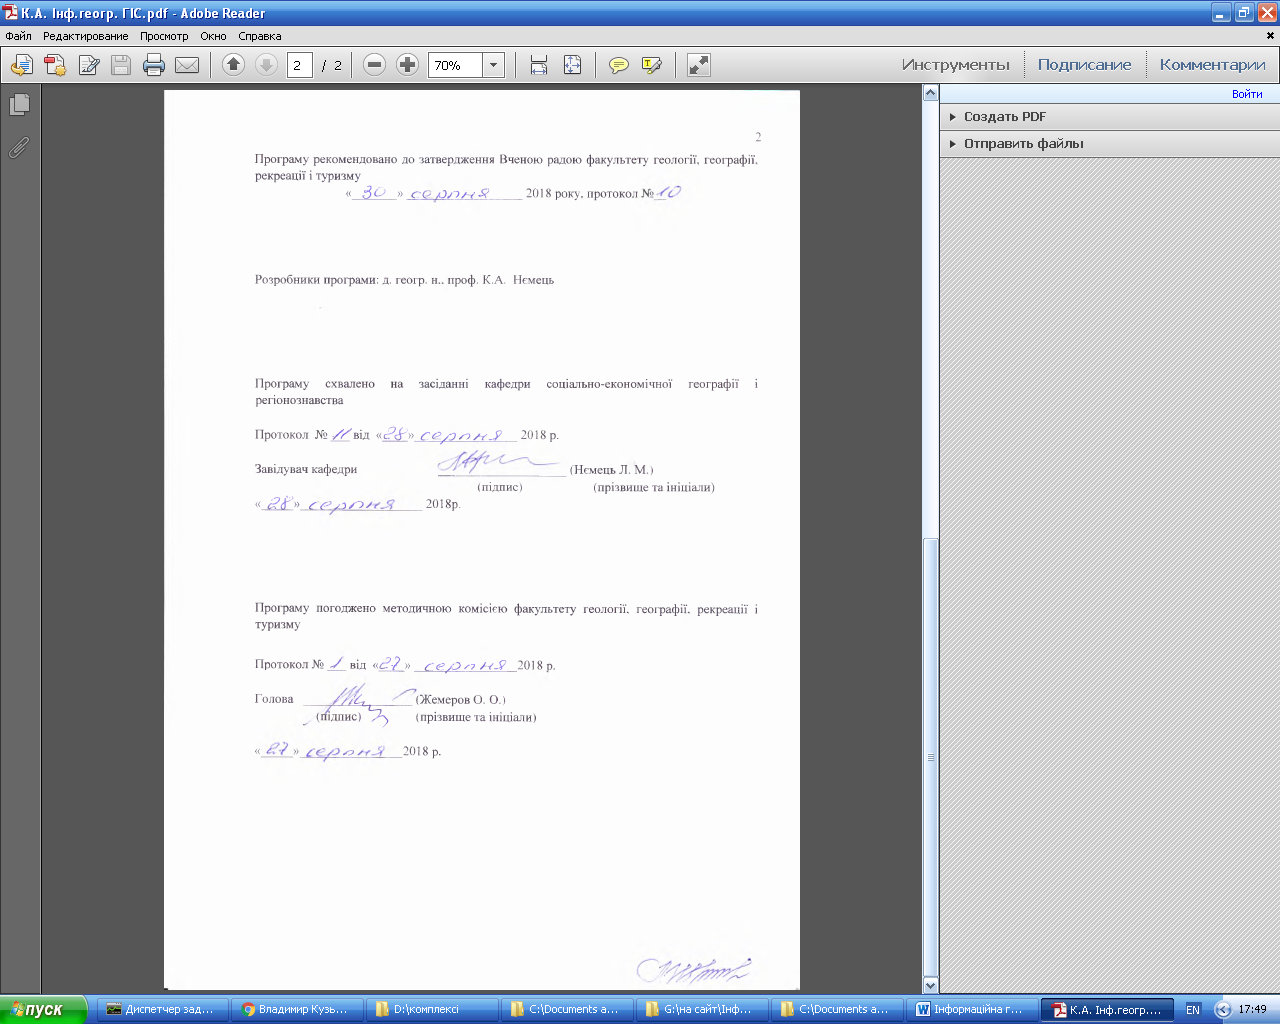 К.А. Інф.геогр. ГІС.pdf - Adobe Reader
Файл Редактирование Просмотр Окно Справка
2 / 2 70% Инструменты Подписание Комментарии
Войти
Создать PDF
Отправить файлы
2
Програму рекомендовано до затвердження Вченою радою факультету геології, географії,
рекреації і туризму
«30» серпня 2018 року, протокол №10
Розробники програми: д. геогр. н., проф. К.А. Нємець
Програму схвалено на засіданні кафедри соціально-економічної географії і
регіонознавства
Протокол № 11 від «28» серпня 2018 р.
Завідувач кафедри (Нємець Л. М.)
(підпис) (прізвище та ініціали)
«28» серпня 2018р.
Програму погоджено методичною комісією факультету геології, географії, рекреації і
туризму
Протокол № 1 від «27» серпня 2018 р.
Голова (Жемеров О. О.)
(підпис) (прізвище та ініціали)
«27» серпня 2018 р.
пуск Диспетчер зад... Владимир Кузь... D:\комплексі C:\Documents a... G:\на сайт\Інф... C:\Documents a... Інформаційна г... К.А. Інф.геогр.... EN 17:49